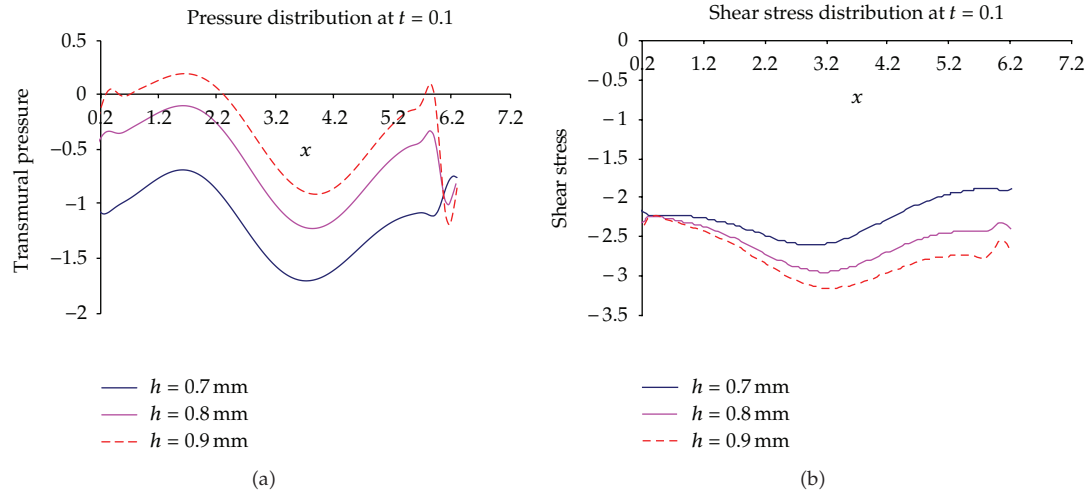 Pressure distribution at t = 0.1
Transmural pressure
0.5
0
−0.5
−1
−1.5
−2
0.2 1.2 2.2 3.2 4.2 5.2 6.2 7.2
x
h = 0.7 mm
h = 0.8 mm
h = 0.9 mm
(a)
Shear stress distribution at t = 0.1
Shear stress
0
−0.5
−1
−1.5
−2
−2.5
−3
−3.5
0.2 1.2 2.2 3.2 4.2 5.2 6.2 7.2
x
h = 0.7 mm
h = 0.8 mm
h = 0.9 mm
(b)